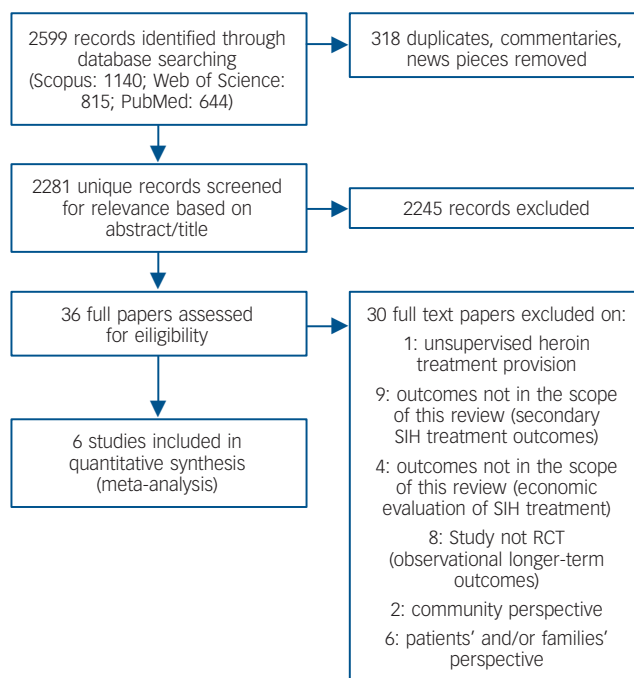 2599 records identified through
database searching
(Scopus: 1140; Web of Science:
815; PubMed: 644)
318 duplicates, commentaries,
news pieces removed
2281 unique records screened
for relevance based on
abstract/title
2245 records excluded
36 full papers assessed
for eiligibility
30 full text papers excluded on:
1: unsupervised heroin
treatment provision
9: outcomes not in the scope
of this review (secondary
SIH treatment outcomes)
4: outcomes not in the scope
of this review (economic
evaluation of SIH treatment)
8: Study not RCT
(observational longer-term
outcomes)
2: community perspective
6: patients' and/or families'
perspective
6 studies included in
quantitative synthesis
(meta-analysis)